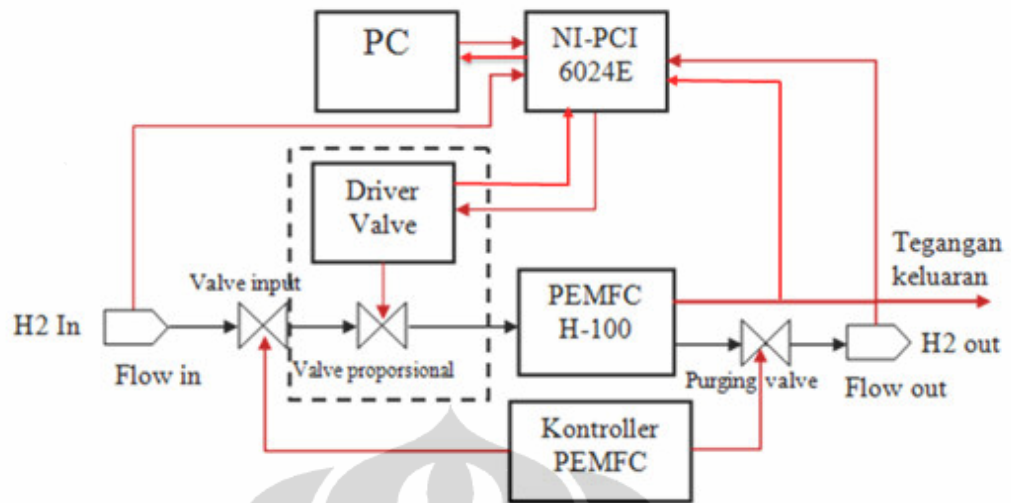 PC
NI-PCI
6024E
Driver
Valve
Tegangan
keluaran
Valve input
PEMFC
H-100
H2 In
H2 out
Flow in
Valve proporsional
Purging valve
Flow out
Kontroller
PEMFC